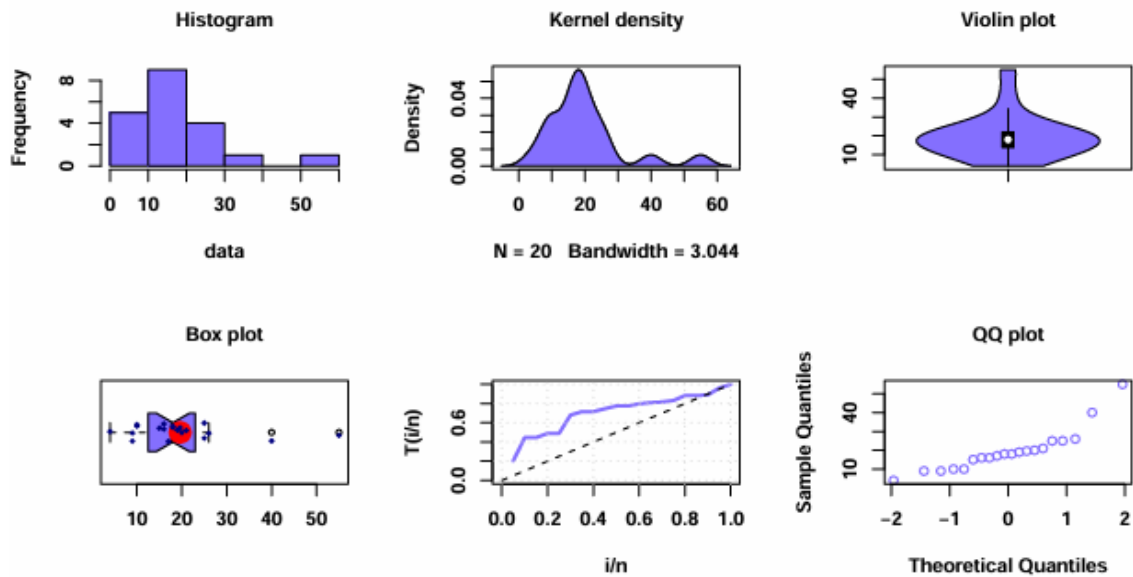 Histogram
Frequency
8
4
0
0 10 30 50
data
Kernel density
Density
0.04
0.00
0 20 40 60
N = 20 Bandwidth = 3.044
Violin plot
40
10
Box plot
10 20 30 40 50
T(i/n)
0.6
0.0
0.0 0.2 0.4 0.6 0.8 1.0
i/n
QQ plot
Sample Quantiles
40
10
−2 −1 0 1 2
Theoretical Quantiles